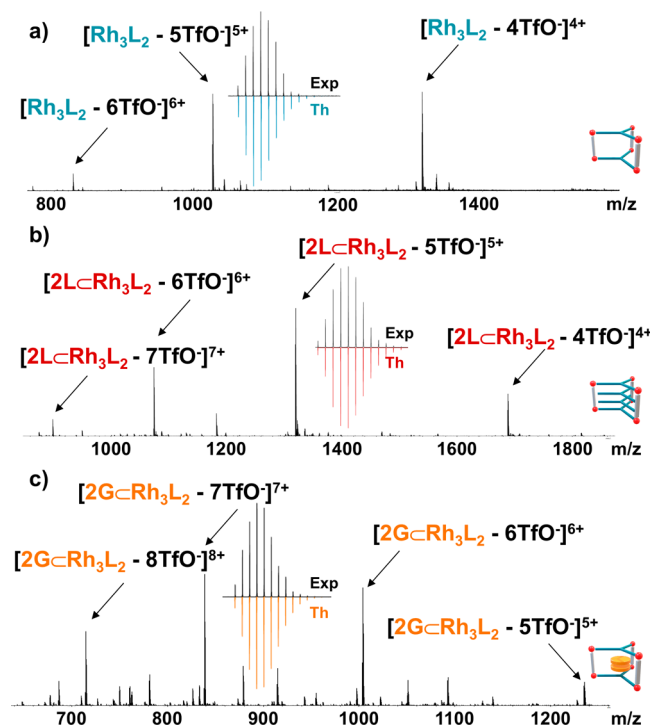 a)
[Rh₃L₂ - 5TfO⁻]⁵⁺
[Rh₃L₂ - 4TfO⁻]⁴⁺
Exp
Th
[Rh₃L₂ - 6TfO⁻]⁶⁺
800 1000 1200 1400 m/z
b)
[2L⊂Rh₃L₂ - 5TfO⁻]⁵⁺
[2L⊂Rh₃L₂ - 6TfO⁻]⁶⁺
Exp
Th
[2L⊂Rh₃L₂ - 4TfO⁻]⁴⁺
[2L⊂Rh₃L₂ - 7TfO⁻]⁷⁺
1000 1200 1400 1600 1800 m/z
c)
[2G⊂Rh₃L₂ - 7TfO⁻]⁷⁺
[2G⊂Rh₃L₂ - 6TfO⁻]⁶⁺
[2G⊂Rh₃L₂ - 8TfO⁻]⁸⁺
Exp
Th
[2G⊂Rh₃L₂ - 5TfO⁻]⁵⁺
700 800 900 1000 1100 1200 m/z